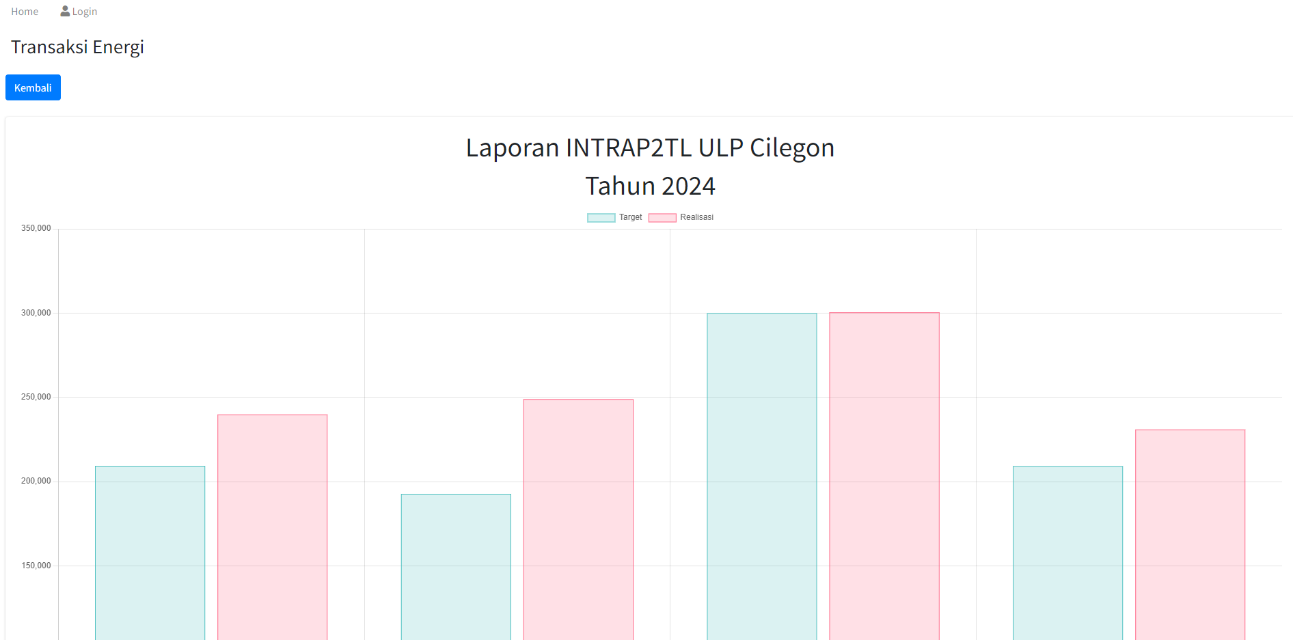 Home Login
Transaksi Energi
Kembali
Laporan INTRAP2TL ULP Cilegon
Tahun 2024
Target Realisasi
350,000
300,000
250,000
200,000
150,000